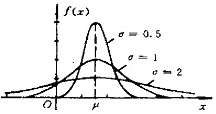 f(x)
σ = 0.5
σ = 1
σ = 2
O
μ
x